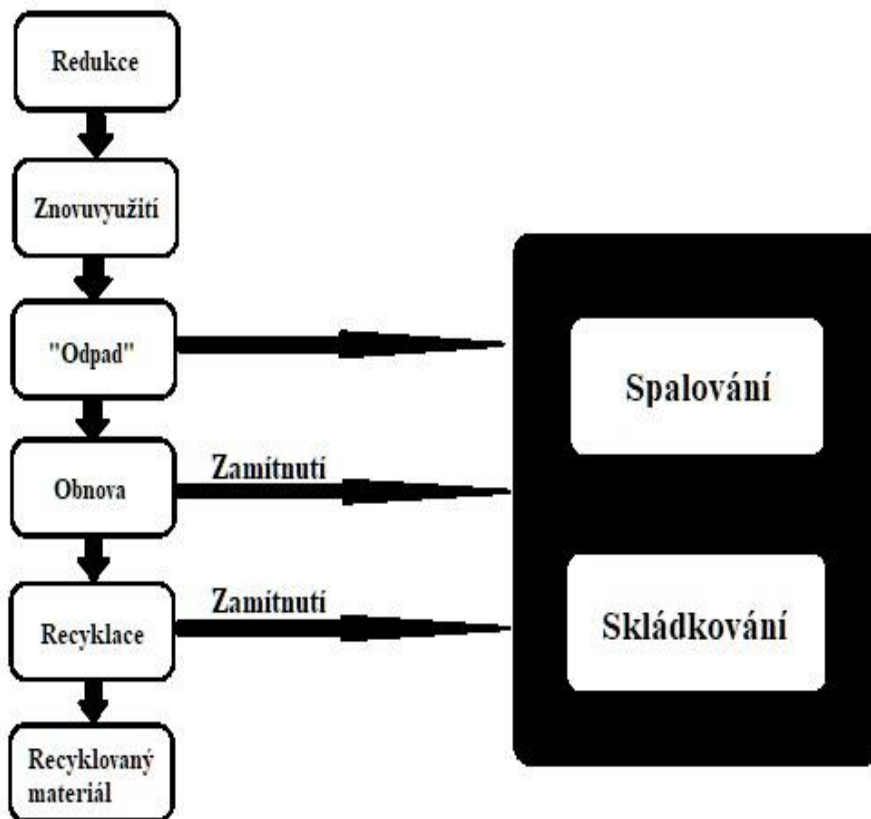 Redukce
Znovuvyužití
"Odpad"
Spalování
Obnova
Zamítnutí
Recyklace
Zamítnutí
Skládkování
Recyklovaný
materiál